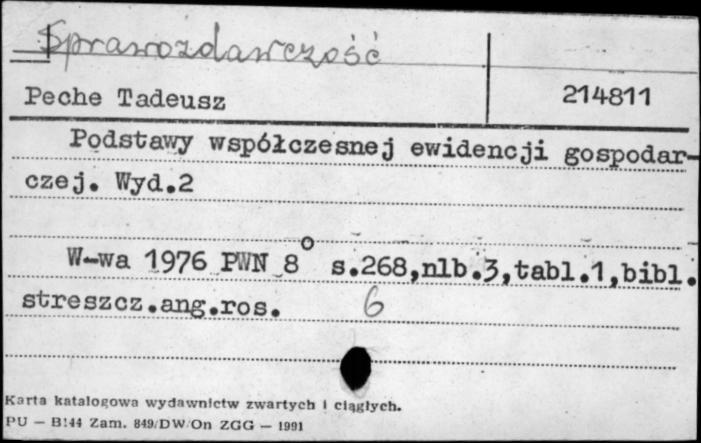 Sprawozdawczość
Peche Tadeusz 214811
Podstawy współczesnej ewidencji gospodar-
czej. Wyd.2
W-wa 1976 PWN 8° s.268,nlb.3,tabl.1,bibl.
streszcz.ang.ros. 6
Karta katalogowa wydawnictw zwartych i ciągłych.
PU — B144 Zam. 849/DW/On ZGG — 1991